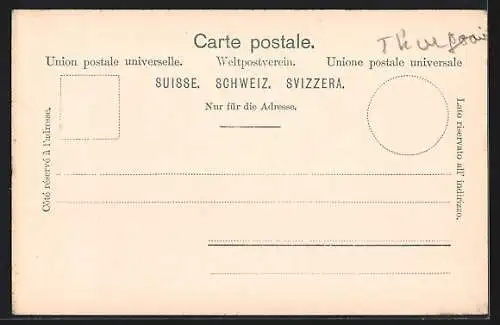 Carte postale.
Union postale universelle. Weltpostverein. Unione postale universale
SUISSE. SCHWEIZ. SVIZZERA.
Nur für die Adresse.
Côté réservé à l'adresse.
Lato riservato all' indirizzo.